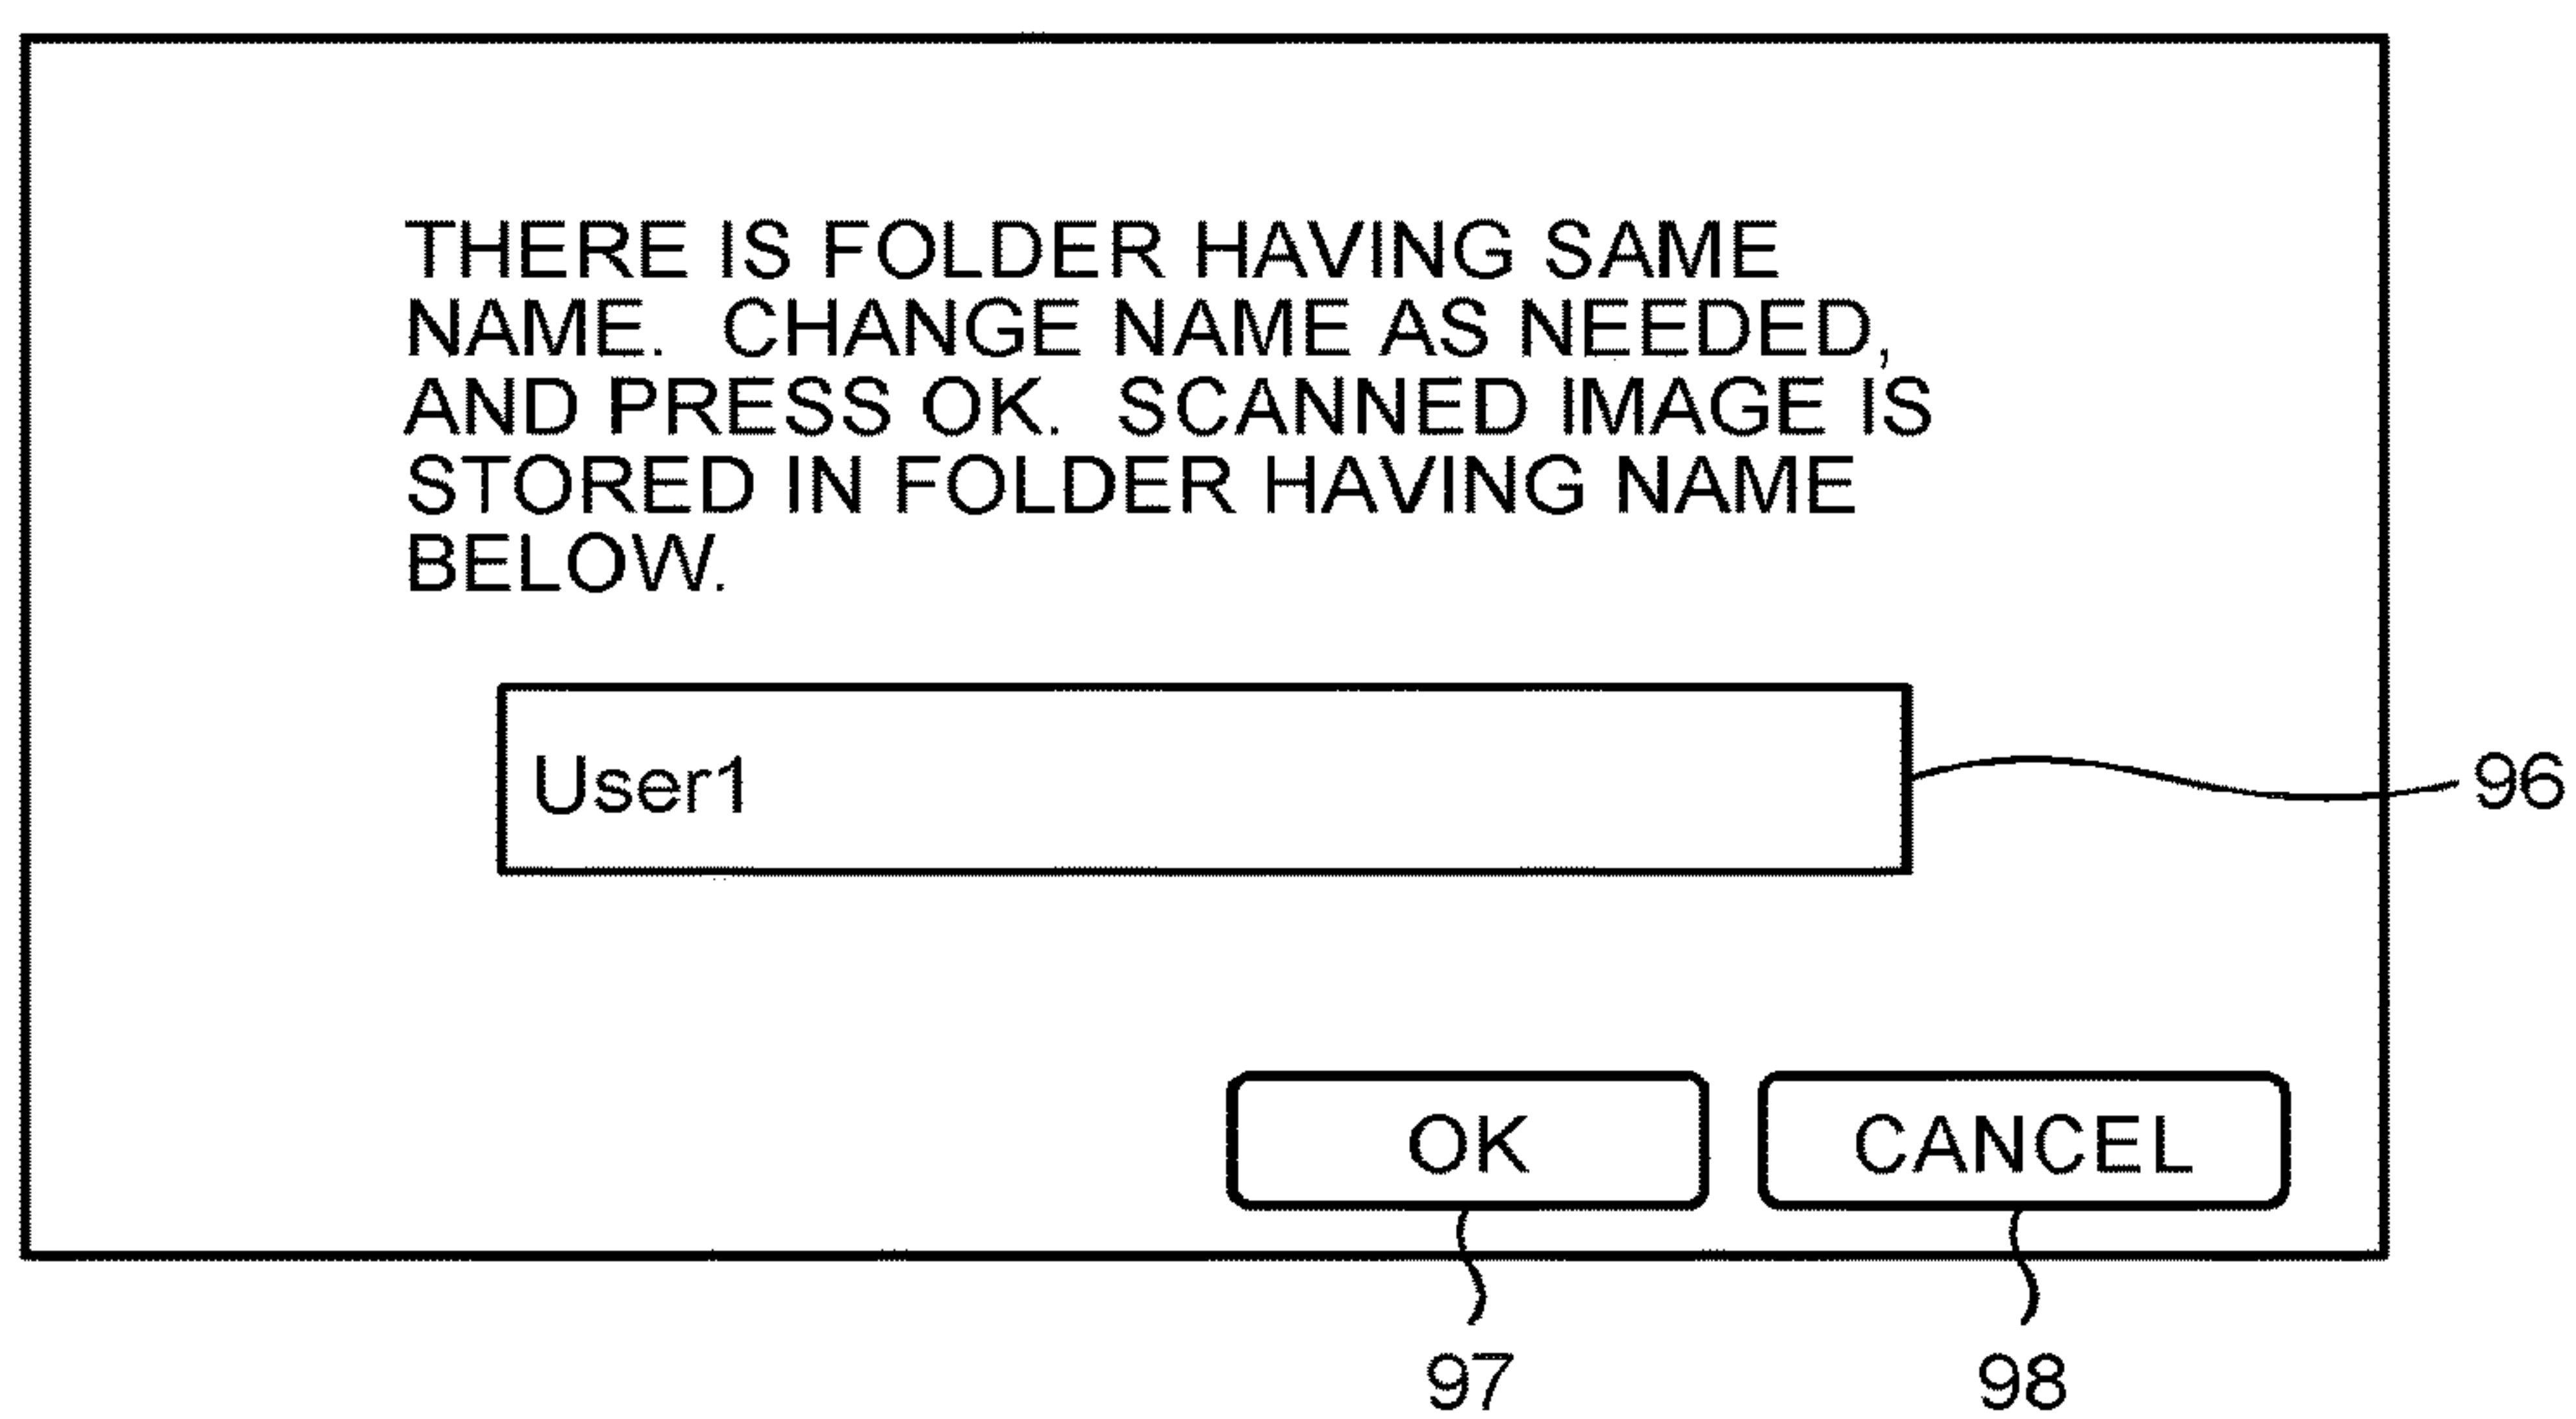 THERE IS FOLDER HAVING SAME
NAME. CHANGE NAME AS NEEDED,
AND PRESS OK. SCANNED IMAGE IS
STORED IN FOLDER HAVING NAME
BELOW.
User1
96
OK
CANCEL
97
98